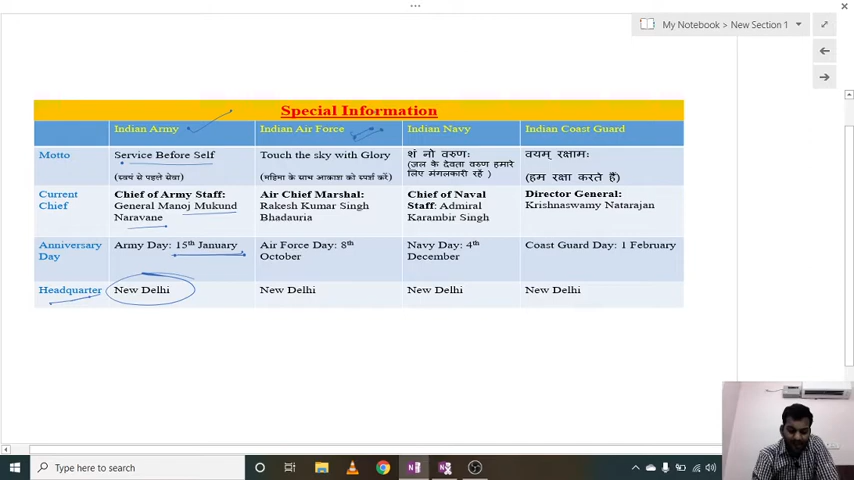 My Notebook > New Section 1
Special Information
Indian Army
Indian Air Force
Indian Navy
Indian Coast Guard
Motto
Service Before Self
(स्वयं से पहले सेवा)
Touch the sky with Glory
(महिमा के साथ आकाश को स्पर्श करें)
शं नो वरुणः
(जल के देवता वरुण हमारे
लिए मंगलकारी रहें )
वयम् रक्षामः
(हम रक्षा करते हैं)
Current
Chief
Chief of Army Staff:
General Manoj Mukund
Naravane
Air Chief Marshal:
Rakesh Kumar Singh
Bhadauria
Chief of Naval
Staff: Admiral
Karambir Singh
Director General:
Krishnaswamy Natarajan
Anniversary
Day
Army Day: 15th January
Air Force Day: 8th
October
Navy Day: 4th
December
Coast Guard Day: 1 February
Headquarter
New Delhi
New Delhi
New Delhi
New Delhi
Type here to search